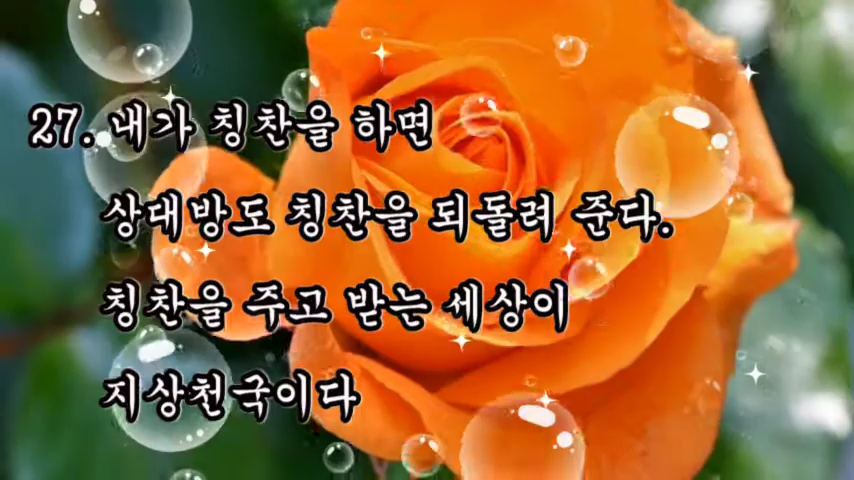 27. 내가 칭찬을 하면
상대방도 칭찬을 되돌려 준다.
칭찬을 주고 받는 세상이
지상천국이다